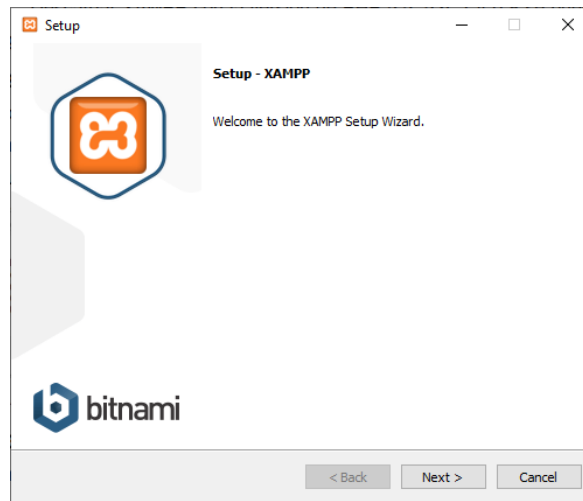 Setup
Setup - XAMPP
Welcome to the XAMPP Setup Wizard.
bitnami
< Back
Next >
Cancel